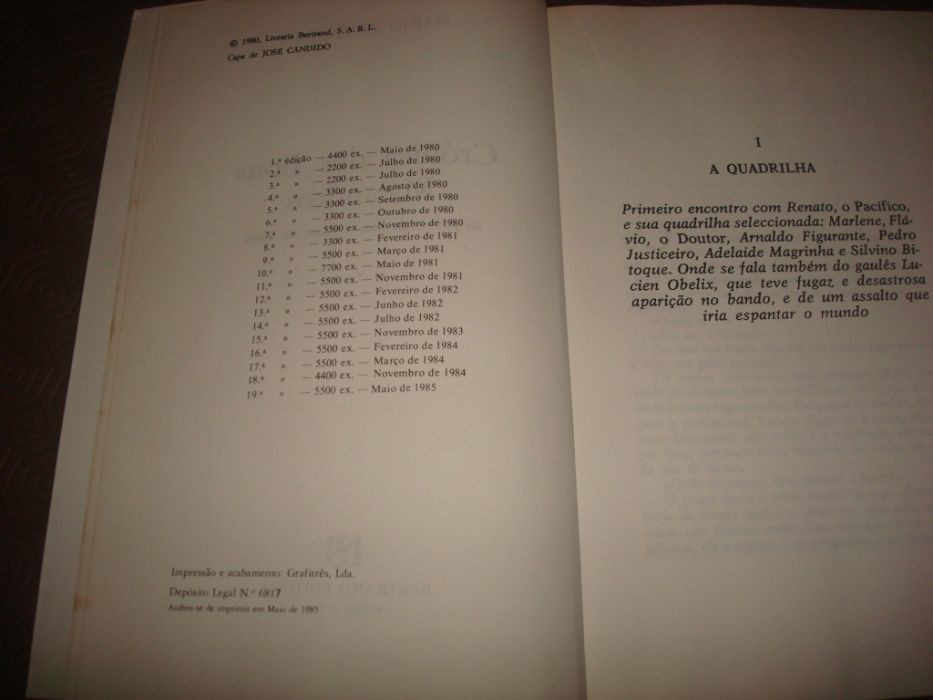 © 1980, Livraria Bertrand, S. A. R. L.
Capa de JOSÉ CANDIDO
1.ª edição — 4400 ex. — Maio de 1980
2.ª » — 2200 ex. — Julho de 1980
3.ª » — 2200 ex. — Julho de 1980
4.ª » — 3300 ex. — Agosto de 1980
5.ª » — 3300 ex. — Setembro de 1980
6.ª » — 3300 ex. — Outubro de 1980
7.ª » — 5500 ex. — Novembro de 1980
8.ª » — 3300 ex. — Fevereiro de 1981
9.ª » — 5500 ex. — Março de 1981
10.ª » — 7700 ex. — Maio de 1981
11.ª » — 5500 ex. — Novembro de 1981
12.ª » — 5500 ex. — Fevereiro de 1982
13.ª » — 5500 ex. — Junho de 1982
14.ª » — 5500 ex. — Julho de 1982
15.ª » — 5500 ex. — Novembro de 1983
16.ª » — 5500 ex. — Fevereiro de 1984
17.ª » — 5500 ex. — Março de 1984
18.ª » — 4400 ex. — Novembro de 1984
19.ª » — 5500 ex. — Maio de 1985
Impressão e acabamento: Grafitrês, Lda.
Depósito Legal N.º 6817
Acabou-se de imprimir em Maio de 1985
I
A QUADRILHA
Primeiro encontro com Renato, o Pacífico,
e sua quadrilha seleccionada: Marlene, Flá-
vio, o Doutor, Arnaldo Figurante, Pedro
Justiceiro, Adelaide Magrinha e Silvino Bi-
toque. Onde se fala também do gaulês Lu-
cien Obelix, que teve fugaz e desastrosa
aparição no bando, e de um assalto que
iria espantar o mundo